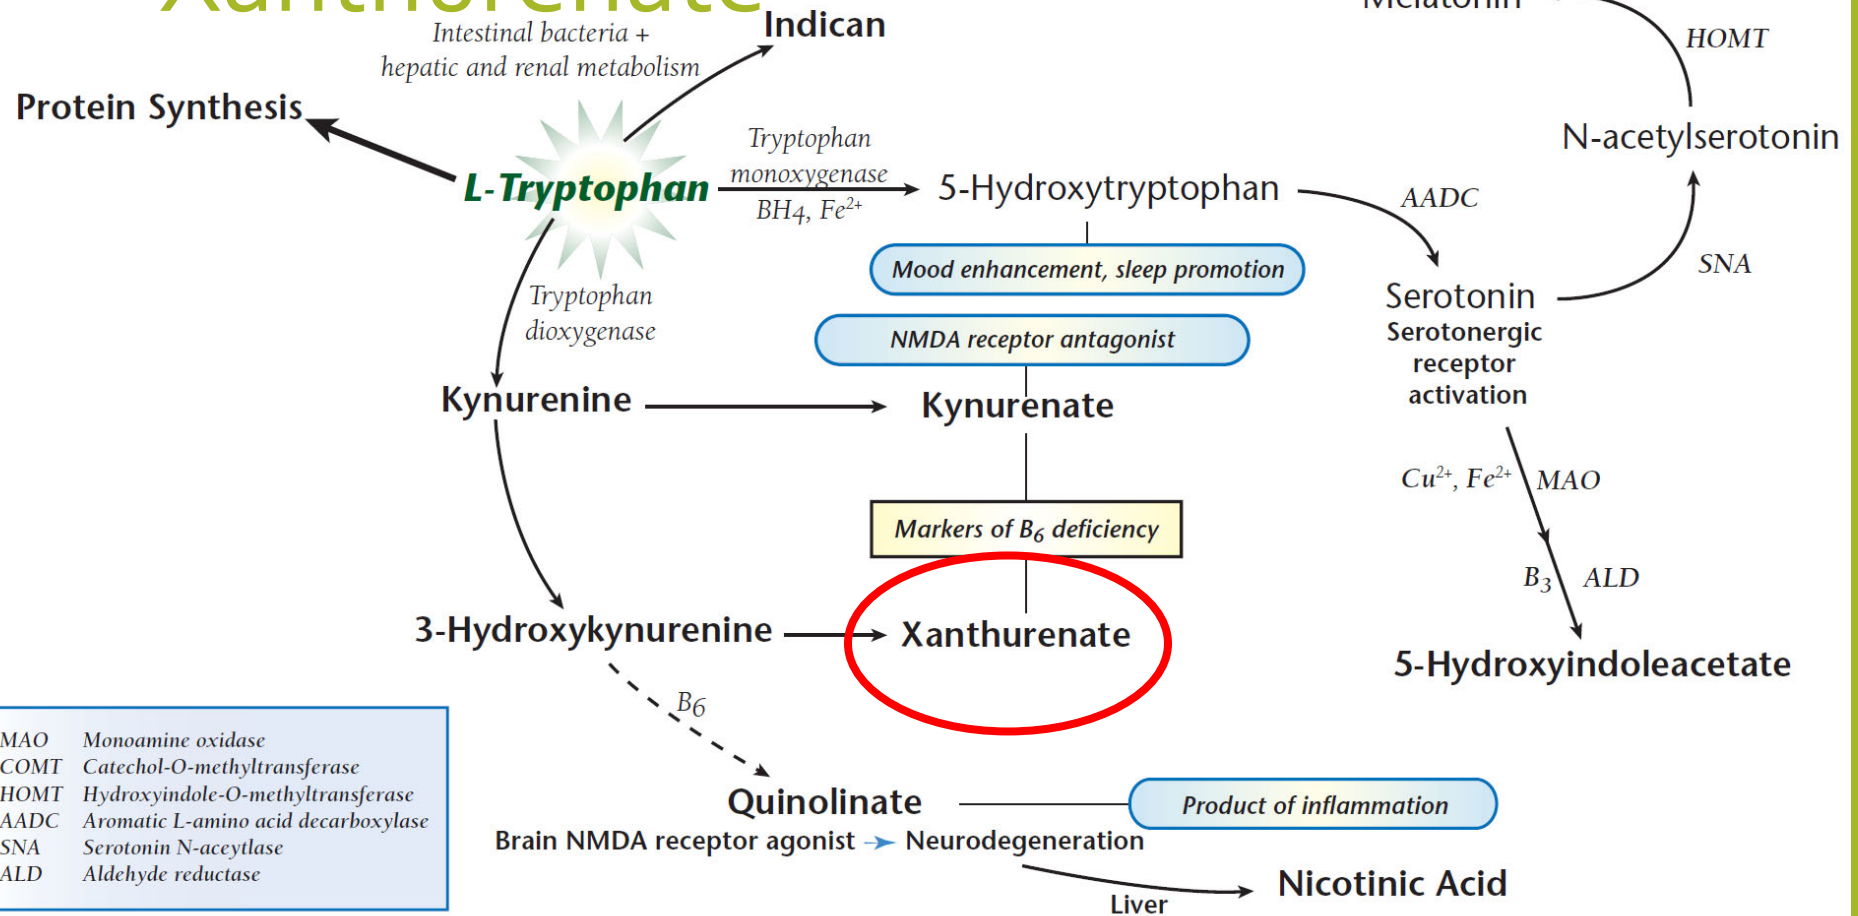 Xanthurenate
Melatonin
Intestinal bacteria +
hepatic and renal metabolism
Indican
HOMT
Protein Synthesis
N-acetylserotonin
Tryptophan
monoxygenase
BH4, Fe2+
L-Tryptophan
5-Hydroxytryptophan
AADC
Mood enhancement, sleep promotion
SNA
Tryptophan
dioxygenase
Serotonin
Serotonergic
receptor
activation
NMDA receptor antagonist
Kynurenine
Kynurenate
Cu2+, Fe2+
MAO
Markers of B6 deficiency
B3
ALD
3-Hydroxykynurenine
Xanthurenate
5-Hydroxyindoleacetate
B6
MAO Monoamine oxidase
COMT Catechol-O-methyltransferase
HOMT Hydroxyindole-O-methyltransferase
AADC Aromatic L-amino acid decarboxylase
SNA Serotonin N-aceytlase
ALD Aldehyde reductase
Quinolinate
Product of inflammation
Brain NMDA receptor agonist Neurodegeneration
Nicotinic Acid
Liver